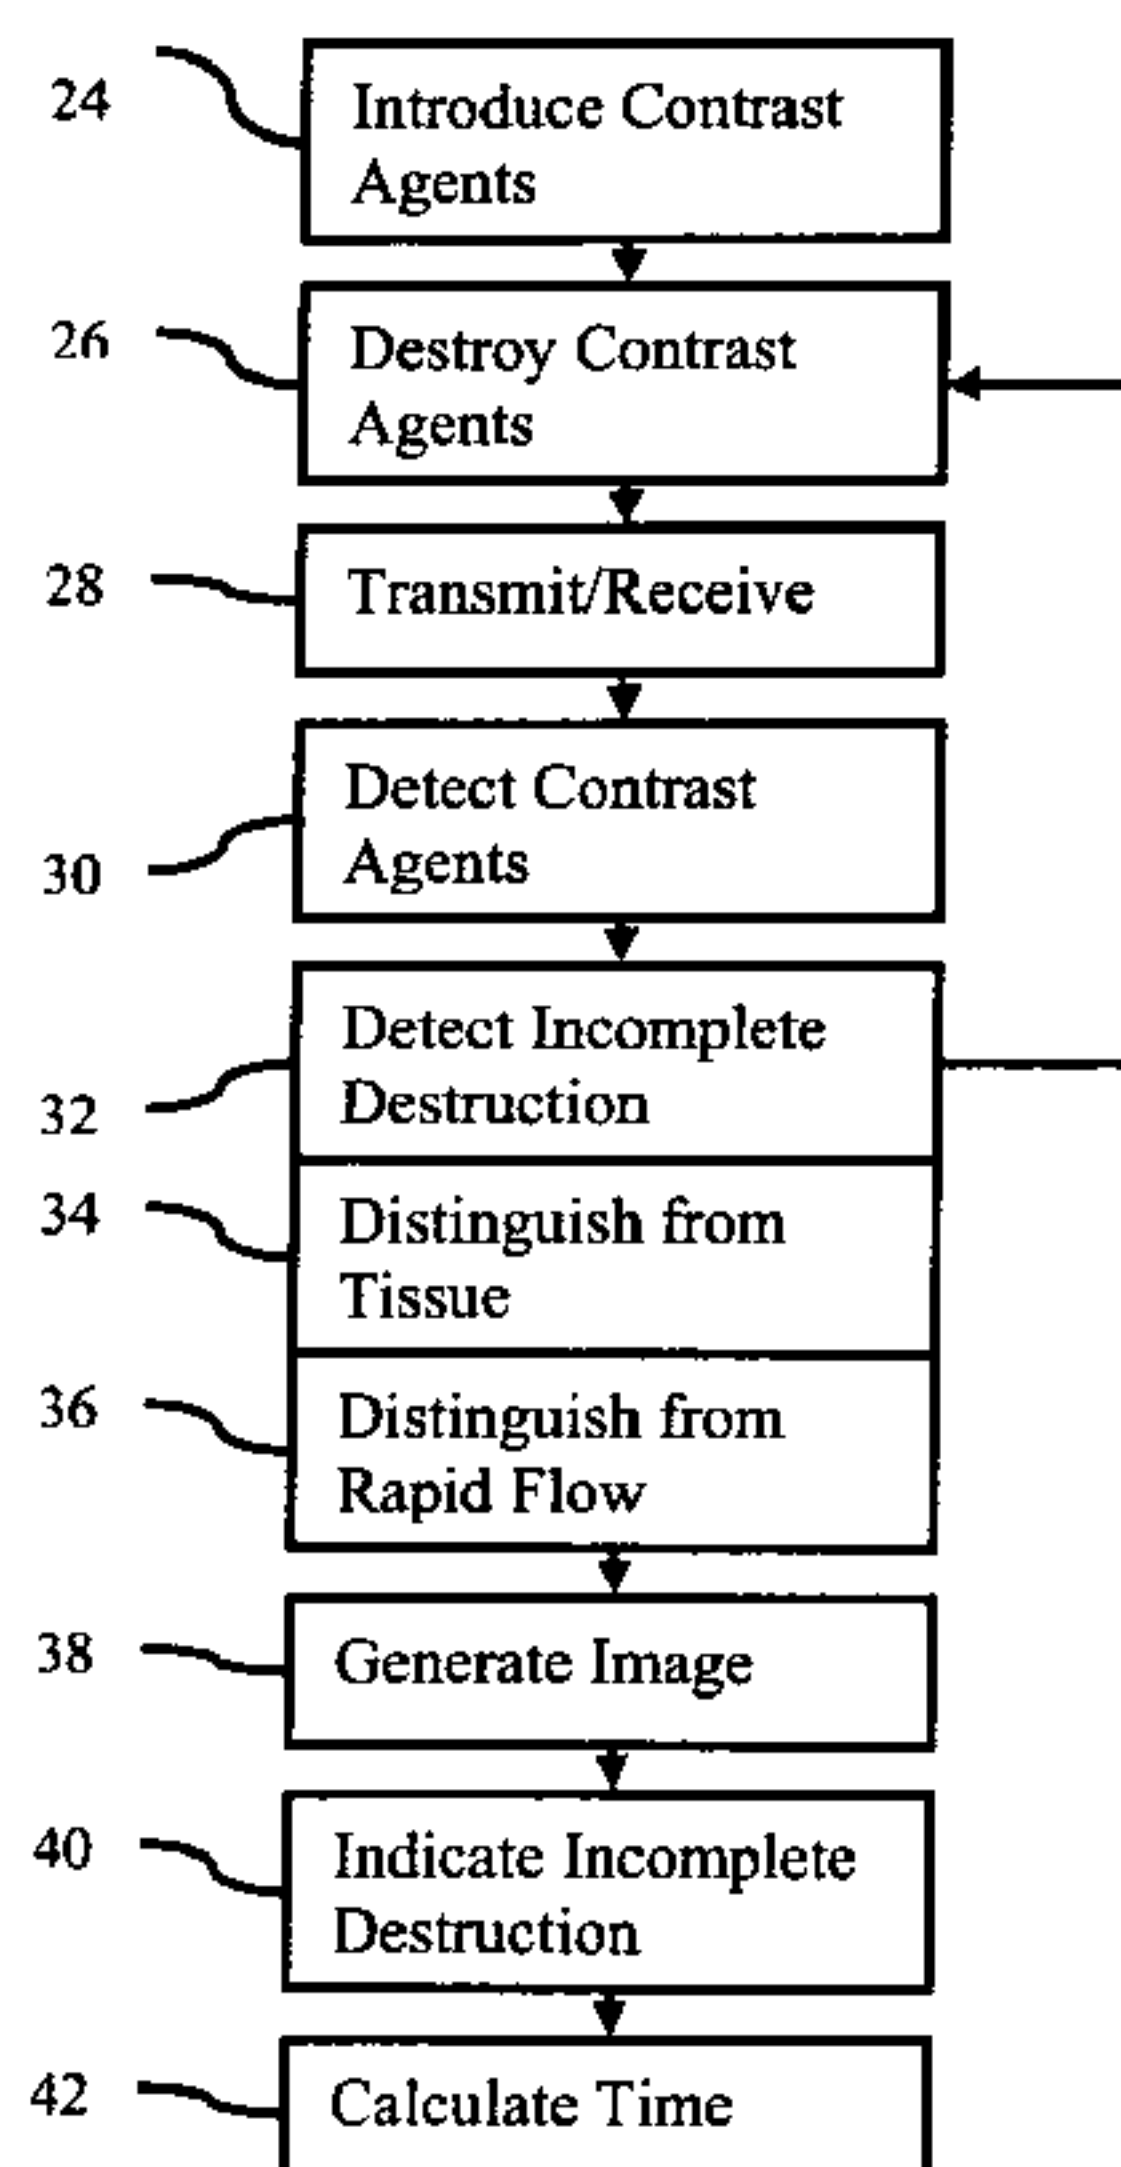 24
Introduce Contrast
Agents
26
Destroy Contrast
Agents
28
Transmit/Receive
30
Detect Contrast
Agents
32
Detect Incomplete
Destruction
34
Distinguish from
Tissue
36
Distinguish from
Rapid Flow
38
Generate Image
40
Indicate Incomplete
Destruction
42
Calculate Time